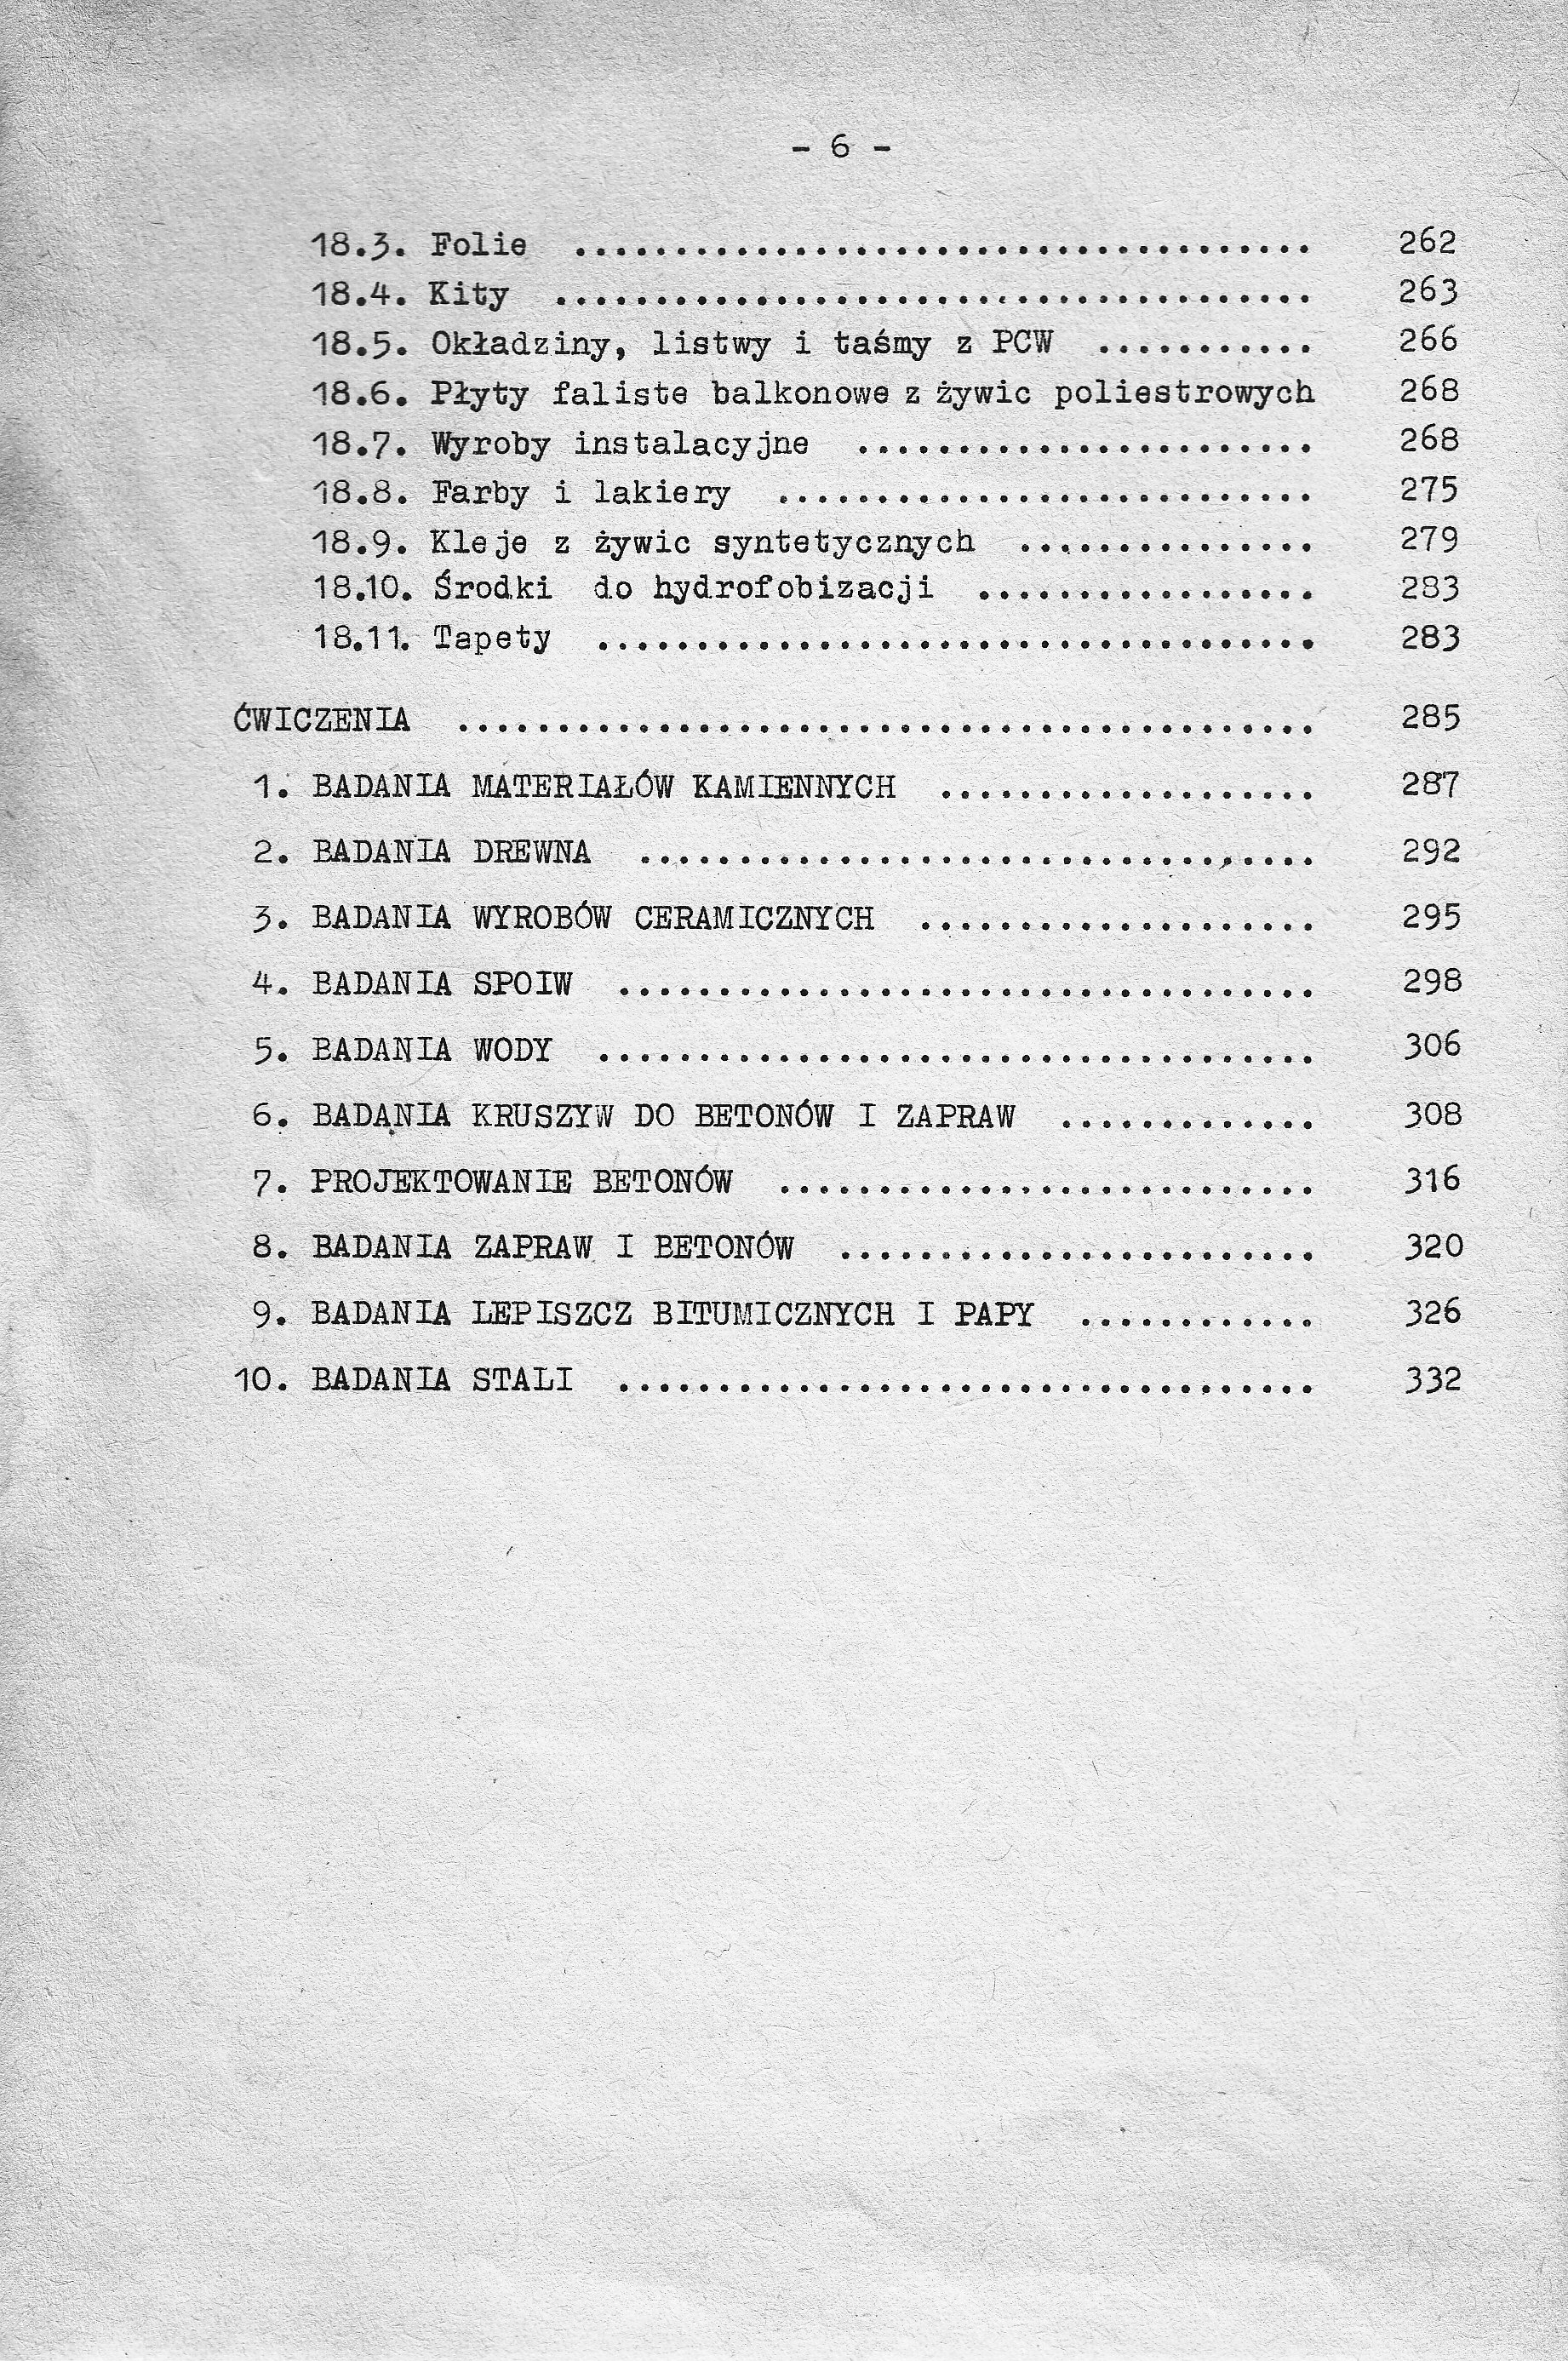 - 6 -
18.3. Folie ..................................... 262
18.4. Kity ...................................... 263
18.5. Okładziny, listwy i taśmy z PCW ........... 266
18.6. Płyty faliste balkonowe z żywic poliestrowych 268
18.7. Wyroby instalacyjne ....................... 268
18.8. Farby i lakiery ........................... 275
18.9. Kleje z żywic syntetycznych ............... 279
18.10. Środki do hydrofobizacji ................. 283
18.11. Tapety .................................... 283
ĆWICZENIA ........................................... 285
1. BADANIA MATERIAŁÓW KAMIENNYCH ................... 287
2. BADANIA DREWNA .................................. 292
3. BADANIA WYROBÓW CERAMICZNYCH .................... 295
4. BADANIA SPOIW ................................... 298
5. BADANIA WODY .................................... 306
6. BADANIA KRUSZYW DO BETONÓW I ZAPRAW ............. 308
7. PROJEKTOWANIE BETONÓW ........................... 316
8. BADANIA ZAPRAW I BETONÓW ........................ 320
9. BADANIA LEPISZCZ BITUMICZNYCH I PAPY ............ 326
10. BADANIA STALI ................................... 332